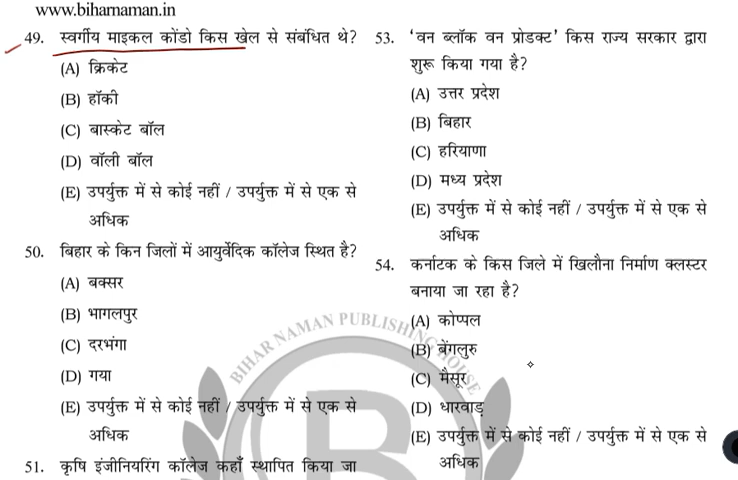 www.biharnaman.in
49. स्वर्गीय माइकल कोंडो किस खेल से संबंधित थे?
(A) क्रिकेट
(B) हॉकी
(C) बास्केट बॉल
(D) वॉली बॉल
(E) उपर्युक्त में से कोई नहीं / उपर्युक्त में से एक से
अधिक
50. बिहार के किन जिलों में आयुर्वेदिक कॉलेज स्थित है?
(A) बक्सर
(B) भागलपुर
(C) दरभंगा
(D) गया
(E) उपर्युक्त में से कोई नहीं / उपर्युक्त में से एक से
अधिक
51. कृषि इंजीनियरिंग कॉलेज कहाँ स्थापित किया जा
53. ‘वन ब्लॉक वन प्रोडक्ट’ किस राज्य सरकार द्वारा
शुरू किया गया है?
(A) उत्तर प्रदेश
(B) बिहार
(C) हरियाणा
(D) मध्य प्रदेश
(E) उपर्युक्त में से कोई नहीं / उपर्युक्त में से एक से
अधिक
54. कर्नाटक के किस जिले में खिलौना निर्माण क्लस्टर
बनाया जा रहा है?
(A) कोप्पल
(B) बेंगलुरु
(C) मैसूर
(D) धारवाड़
(E) उपर्युक्त में से कोई नहीं / उपर्युक्त में से एक से
अधिक
BIHAR NAMAN PUBLISHING HOUSE
B